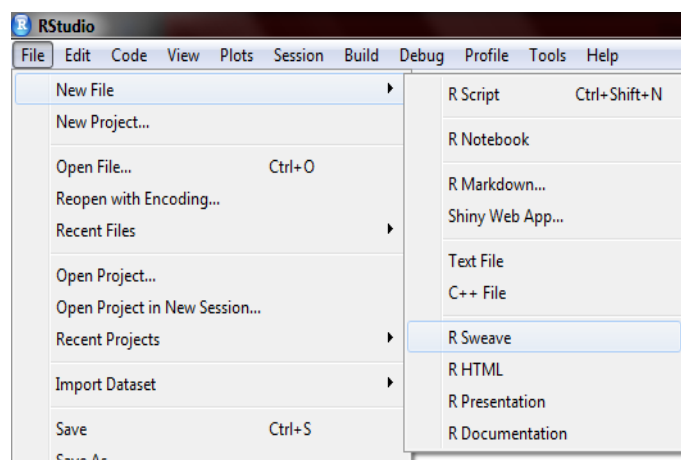 R RStudio
File Edit Code View Plots Session Build Debug Profile Tools Help
New File
New Project...
Open File... Ctrl+O
Reopen with Encoding...
Recent Files
Open Project...
Open Project in New Session...
Recent Projects
Import Dataset
Save Ctrl+S
Save As
R Script Ctrl+Shift+N
R Notebook
R Markdown...
Shiny Web App...
Text File
C++ File
R Sweave
R HTML
R Presentation
R Documentation